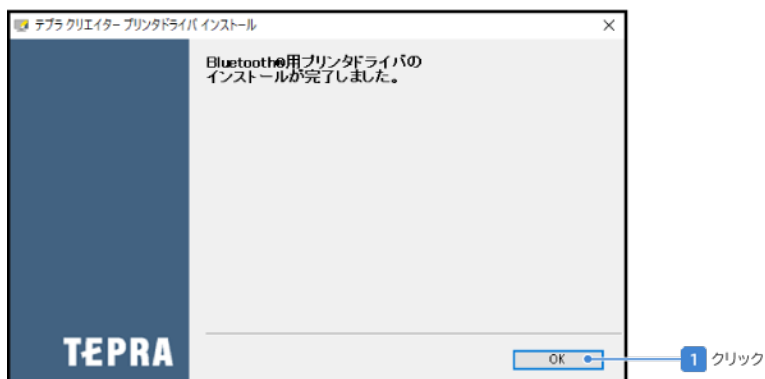 テプラ クリエイター プリンタドライバ インストール
Bluetooth®用プリンタドライバの
インストールが完了しました。
TEPRA
OK
1 クリック